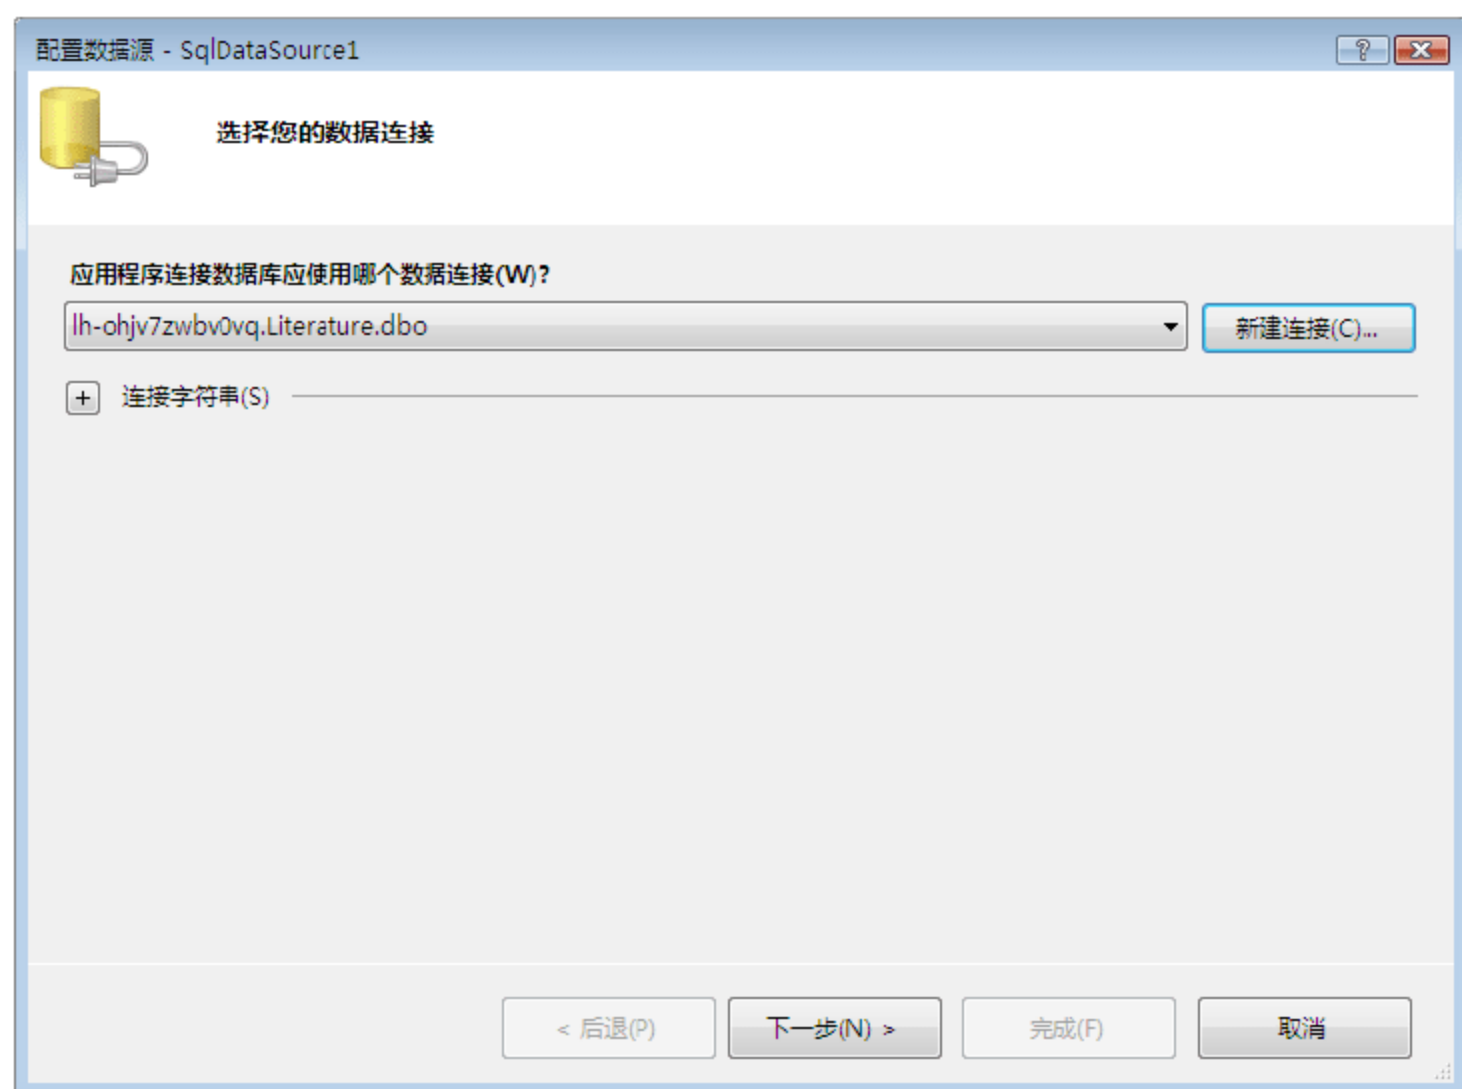 配置数据源 - SqlDataSource1
选择您的数据连接
应用程序连接数据库应使用哪个数据连接(W)?
lh-ohjv7zwbv0vq.Literature.dbo
新建连接(C)...
+ 连接字符串(S)
< 后退(P)
下一步(N) >
完成(F)
取消